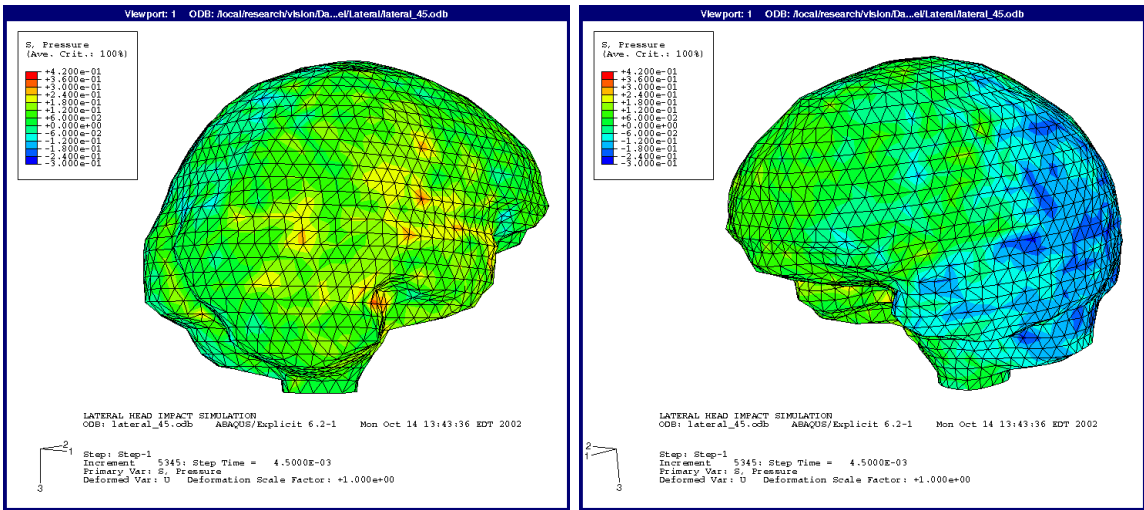 Viewport: 1 ODB: /local/research/vision/Da...el/Lateral/lateral_45.odb
S, Pressure
(Ave. Crit.: 100%)
+4.200e-01
+3.600e-01
+3.000e-01
+2.400e-01
+1.800e-01
+1.200e-01
+6.000e-02
+0.000e+00
-6.000e-02
-1.200e-01
-1.800e-01
-2.400e-01
-3.000e-01
LATERAL HEAD IMPACT SIMULATION
ODB: lateral_45.odb ABAQUS/Explicit 6.2-1 Mon Oct 14 13:43:36 EDT 2002
2
1
3
Step: Step-1
Increment 5345: Step Time = 4.5000E-03
Primary Var: S, Pressure
Deformed Var: U Deformation Scale Factor: +1.000e+00
Viewport: 1 ODB: /local/research/vision/Da...el/Lateral/lateral_45.odb
S, Pressure
(Ave. Crit.: 100%)
+4.200e-01
+3.600e-01
+3.000e-01
+2.400e-01
+1.800e-01
+1.200e-01
+6.000e-02
+0.000e+00
-6.000e-02
-1.200e-01
-1.800e-01
-2.400e-01
-3.000e-01
LATERAL HEAD IMPACT SIMULATION
ODB: lateral_45.odb ABAQUS/Explicit 6.2-1 Mon Oct 14 13:43:36 EDT 2002
2
1
3
Step: Step-1
Increment 5345: Step Time = 4.5000E-03
Primary Var: S, Pressure
Deformed Var: U Deformation Scale Factor: +1.000e+00